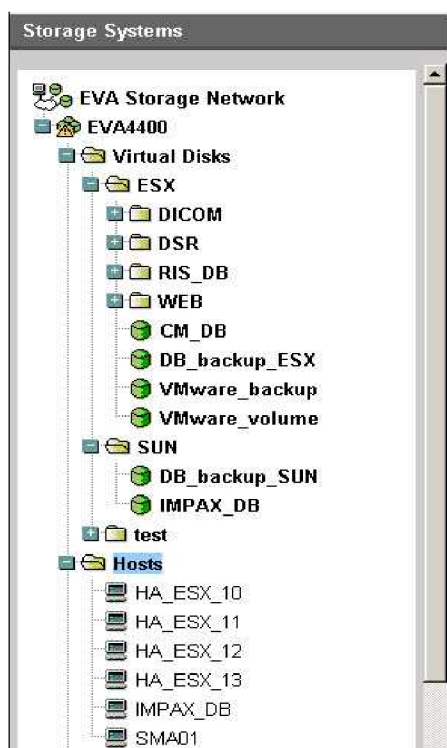 Storage Systems
EVA Storage Network
EVA4400
Virtual Disks
ESX
DICOM
DSR
RIS_DB
WEB
CM_DB
DB_backup_ESX
VMware_backup
VMware_volume
SUN
DB_backup_SUN
IMPAX_DB
test
Hosts
HA_ESX_10
HA_ESX_11
HA_ESX_12
HA_ESX_13
IMPAX_DB
SMA01